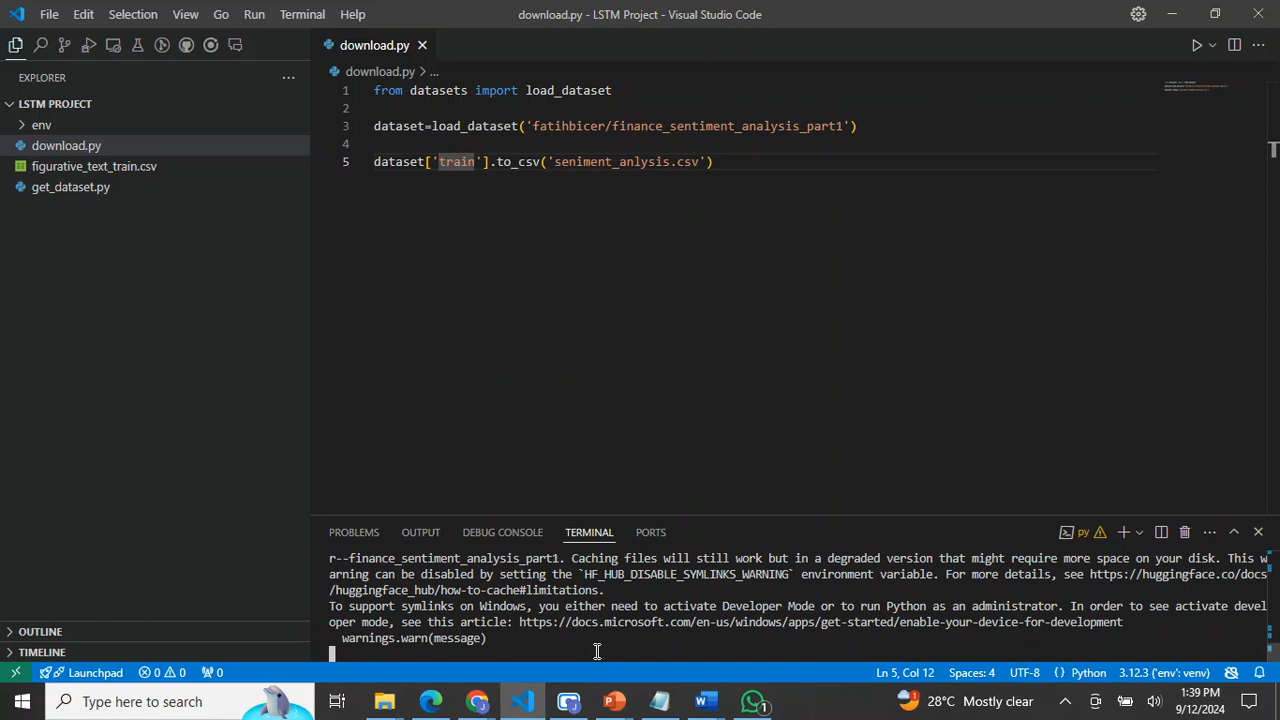 File Edit Selection View Go Run Terminal Help
download.py - LSTM Project - Visual Studio Code
EXPLORER
LSTM PROJECT
env
download.py
figurative_text_train.csv
get_dataset.py
OUTLINE
TIMELINE
download.py
download.py > ...
1 from datasets import load_dataset
2
3 dataset=load_dataset('fatihbicer/finance_sentiment_analysis_part1')
4
5 dataset['train'].to_csv('seniment_anlysis.csv')
PROBLEMS OUTPUT DEBUG CONSOLE TERMINAL PORTS
py
r--finance_sentiment_analysis_part1. Caching files will still work but in a degraded version that might require more space on your disk. This w
arning can be disabled by setting the `HF_HUB_DISABLE_SYMLINKS_WARNING` environment variable. For more details, see https://huggingface.co/docs
/huggingface_hub/how-to-cache#limitations.
To support symlinks on Windows, you either need to activate Developer Mode or to run Python as an administrator. In order to see activate devel
oper mode, see this article: https://docs.microsoft.com/en-us/windows/apps/get-started/enable-your-device-for-development
warnings.warn(message)
Launchpad 0 0 0 Ln 5, Col 12 Spaces: 4 UTF-8 { } Python 3.12.3 ('env': venv)
Type here to search
1
28°C Mostly clear
1:39 PM
9/12/2024